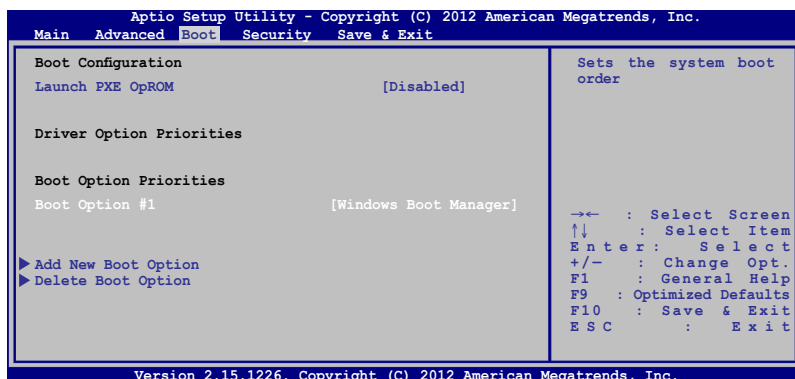 Aptio Setup Utility - Copyright (C) 2012 American Megatrends, Inc.
Main Advanced Boot Security Save & Exit
Boot Configuration
Launch PXE OpROM [Disabled]
Driver Option Priorities
Boot Option Priorities
Boot Option #1 [Windows Boot Manager]
▶ Add New Boot Option
▶ Delete Boot Option
Sets the system boot
order
→← : Select Screen
↑↓ : Select Item
Enter: Select
+/— : Change Opt.
F1 : General Help
F9 : Optimized Defaults
F10 : Save & Exit
ESC : Exit
Version 2.15.1226. Copyright (C) 2012 American Megatrends, Inc.